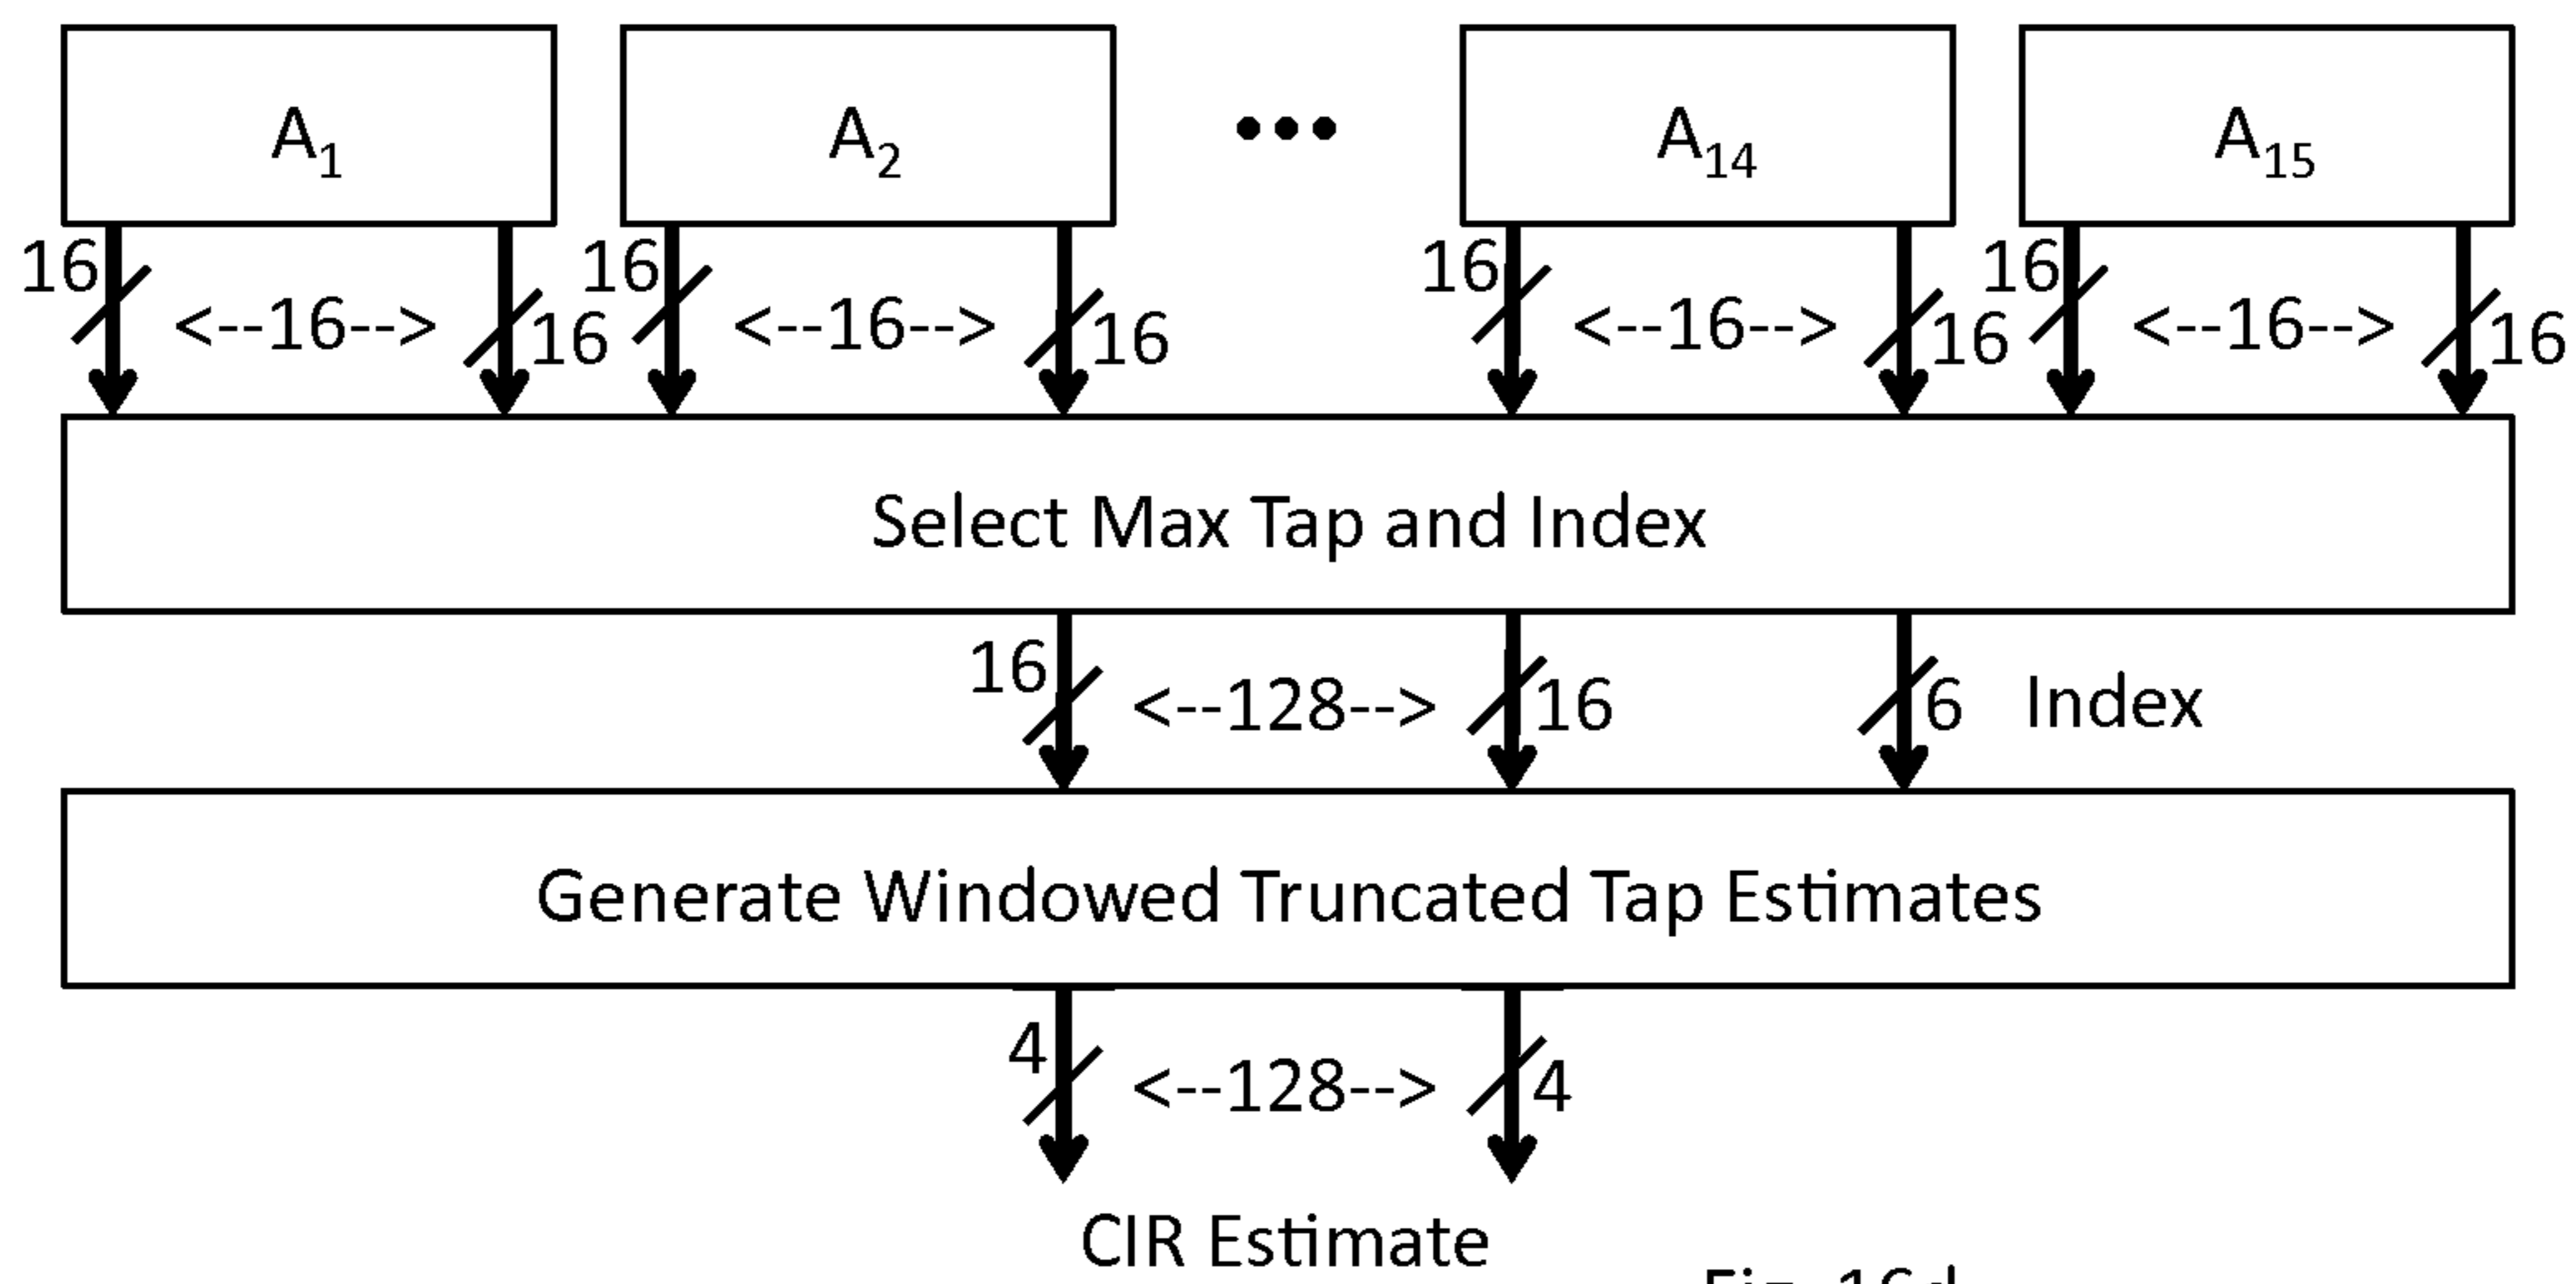 A₁ A₂ ••• A₁₄ A₁₅
16 <--16--> 16 16 <--16--> 16 16 <--16--> 16 16 <--16--> 16
Select Max Tap and Index
16 <--128--> 16 6 Index
Generate Windowed Truncated Tap Estimates
4 <--128--> 4
CIR Estimate